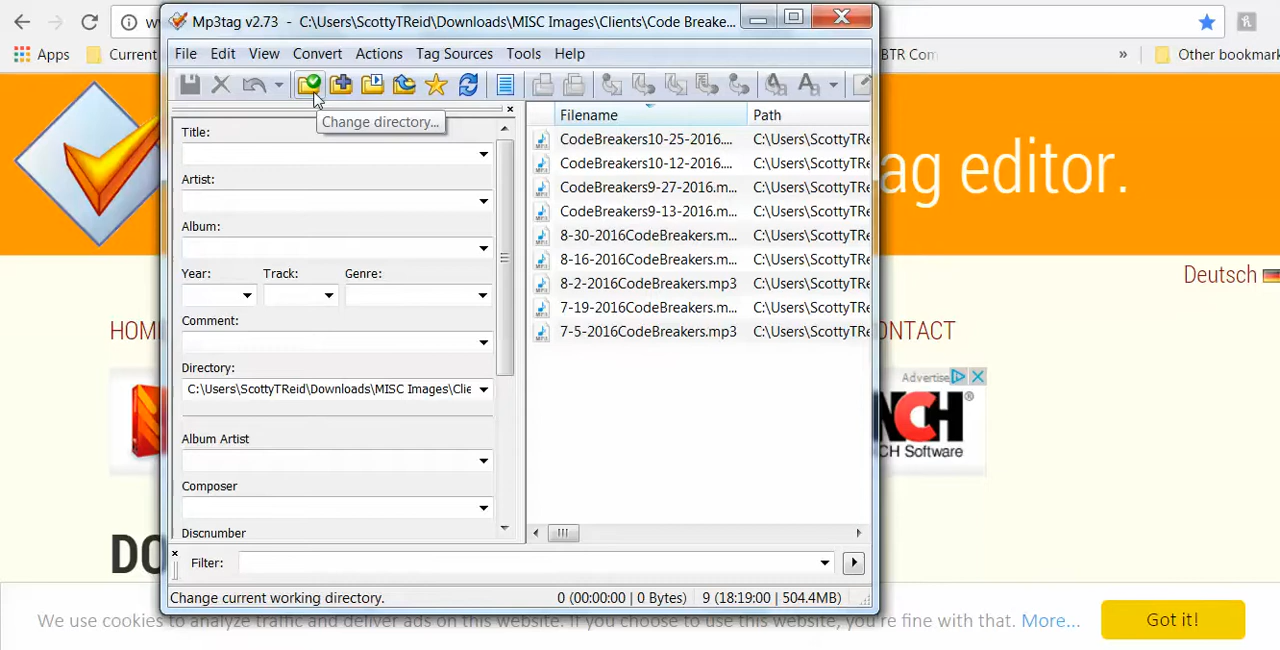 Mp3tag v2.73 - C:\Users\ScottyTReid\Downloads\MISC Images\Clients\Code Breake...
File Edit View Convert Actions Tag Sources Tools Help
Apps Current
BTR Com
» Other bookmar
Change directory...
Title:
Artist:
Album:
Year: Track: Genre:
Comment:
Directory:
C:\Users\ScottyTReid\Downloads\MISC Images\Clie
Album Artist
Composer
Discnumber
Filename Path
CodeBreakers10-25-2016.... C:\Users\ScottyTRe
CodeBreakers10-12-2016.... C:\Users\ScottyTRe
CodeBreakers9-27-2016.m... C:\Users\ScottyTRe
CodeBreakers9-13-2016.m... C:\Users\ScottyTRe
8-30-2016CodeBreakers.m... C:\Users\ScottyTRe
8-16-2016CodeBreakers.m... C:\Users\ScottyTRe
8-2-2016CodeBreakers.mp3 C:\Users\ScottyTRe
7-19-2016CodeBreakers.m... C:\Users\ScottyTRe
7-5-2016CodeBreakers.mp3 C:\Users\ScottyTRe
Filter:
Change current working directory. 0 (00:00:00 | 0 Bytes) 9 (18:19:00 | 504.4MB)
ag editor.
Deutsch
HOM
ONTACT
Advertise
NCH
CH Software
DO
We use cookies to analyze traffic and deliver ads on this website. If you choose to use this website, you're fine with that. More...
Got it!